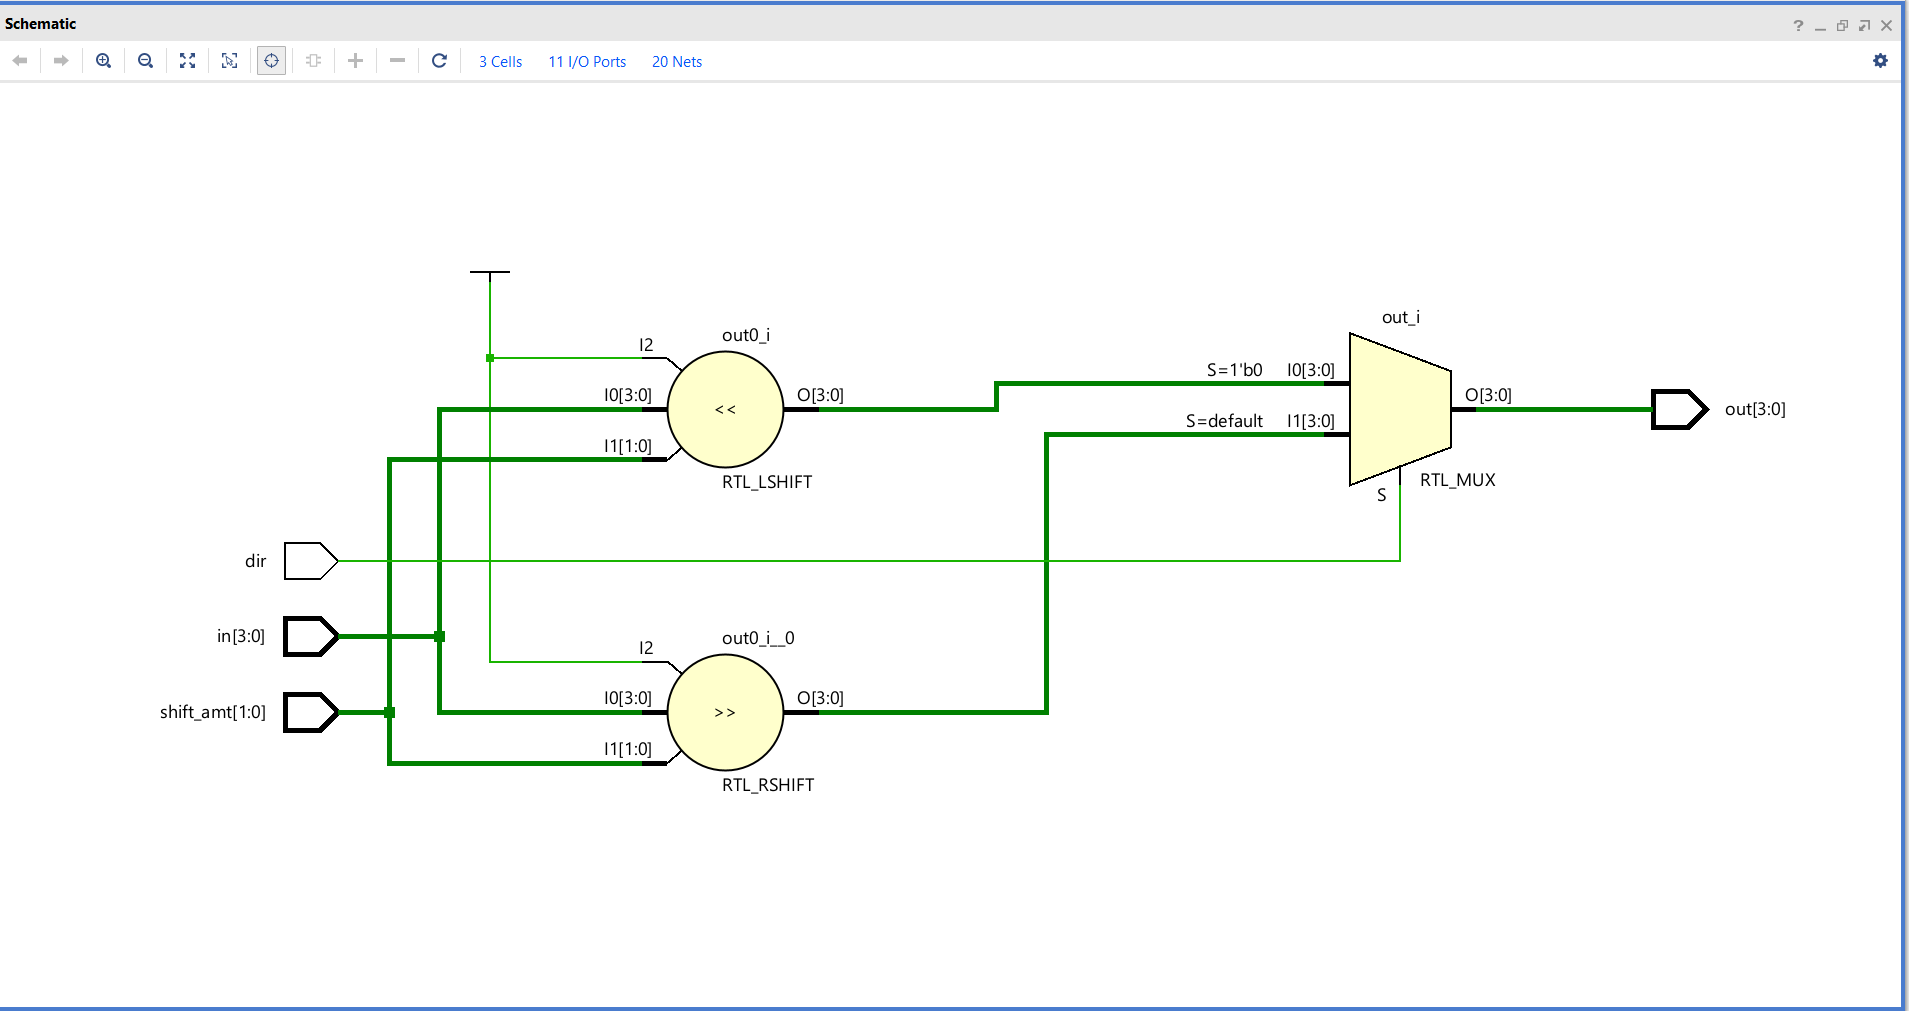 Schematic
3 Cells 11 I/O Ports 20 Nets
out_i
out0_i
I2
S=1'b0 I0[3:0]
I0[3:0] O[3:0] O[3:0]
<< out[3:0]
S=default I1[3:0]
I1[1:0]
RTL_LSHIFT RTL_MUX
S
dir
in[3:0]
out0_i__0
I2
I0[3:0] O[3:0]
shift_amt[1:0] >>
I1[1:0]
RTL_RSHIFT